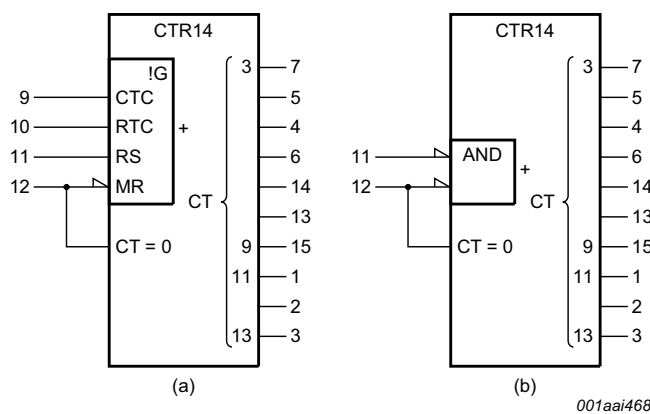 CTR14 CTR14
!G 3 7 3 7
9 CTC 5 5
10 RTC + 4 4
11 RS 6 11 AND 6
12 MR 14 12 + 14
CT 13 CT 13
CT = 0 9 15 9 15
11 1 11 1
2 2
13 3 13 3
(a) (b)
001aai468